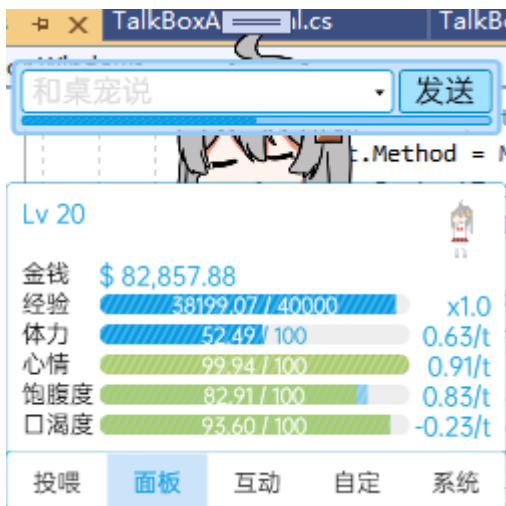 TalkBoxA
l.cs
TalkB
和桌宠说
发送
t.Method =
Lv 20
金钱 $ 82,857.88
经验 38199.07 / 40000 x1.0
体力 52.49 / 100 0.63/t
心情 99.94 / 100 0.91/t
饱腹度 82.91 / 100 0.83/t
口渴度 93.60 / 100 -0.23/t
投喂 面板 互动 自定 系统